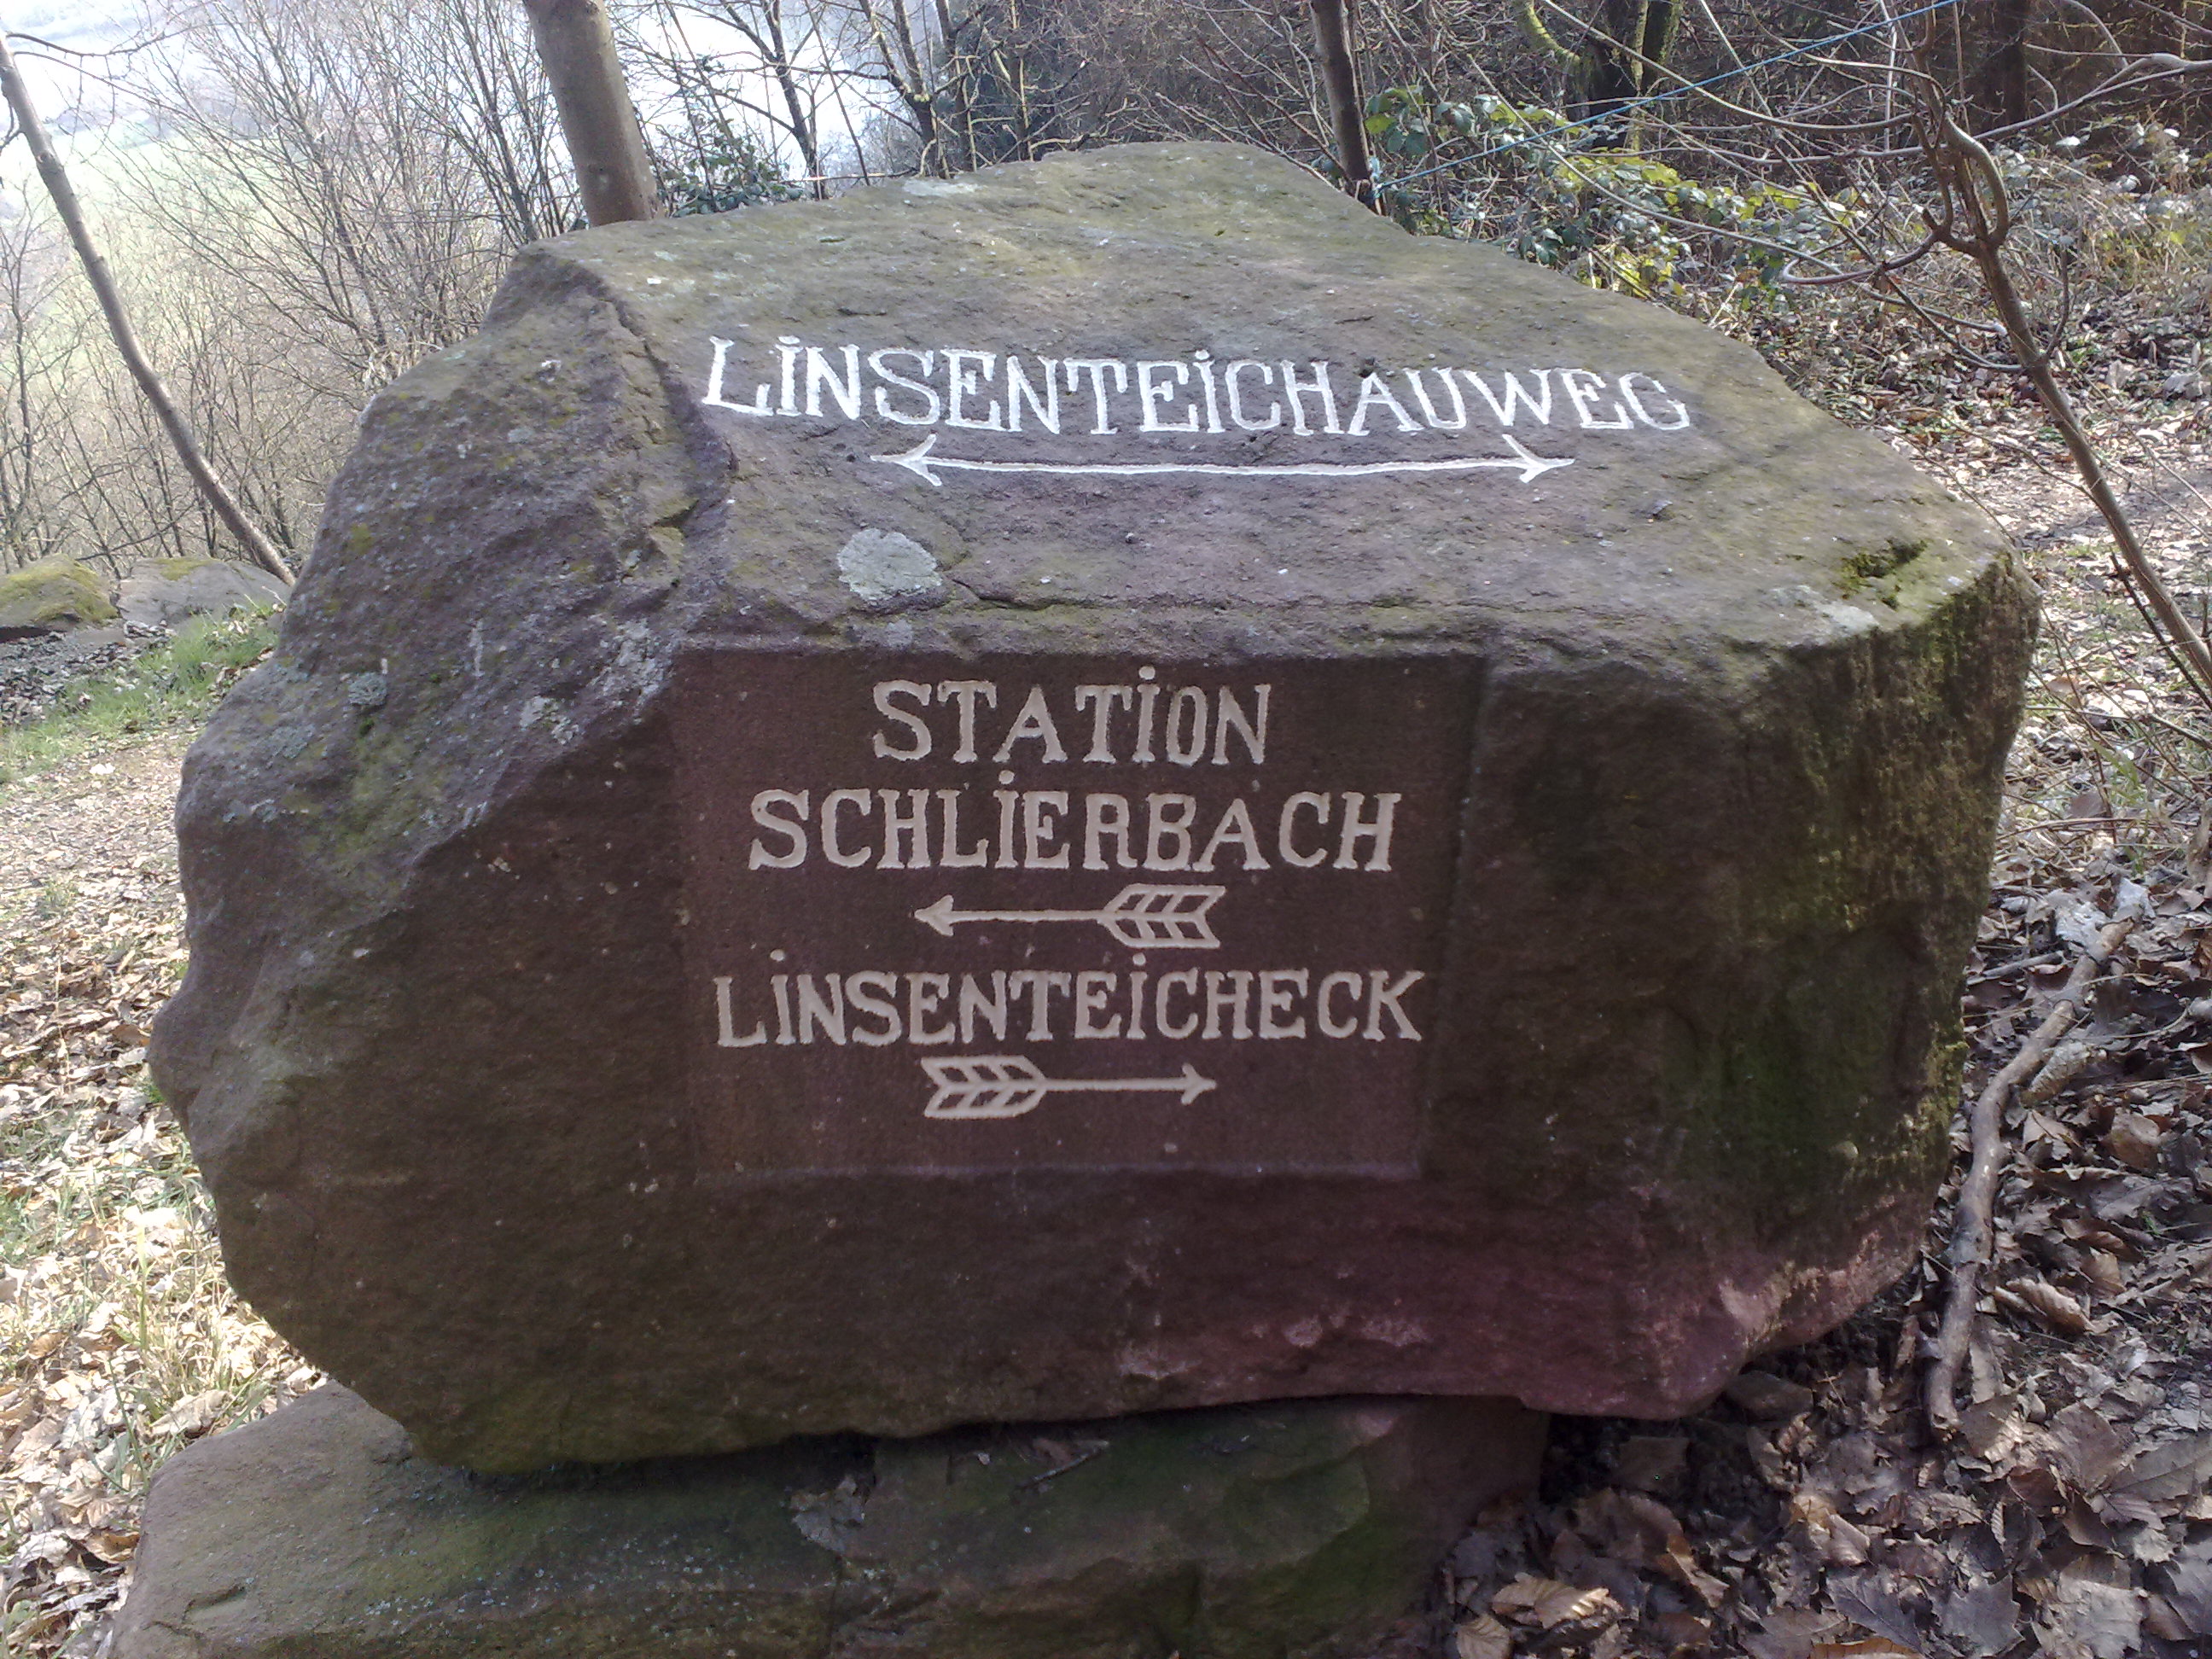 LiNSENTEiCHAUWEG
STATiON
SCHLiERBACH
LiNSENTEiCHECK